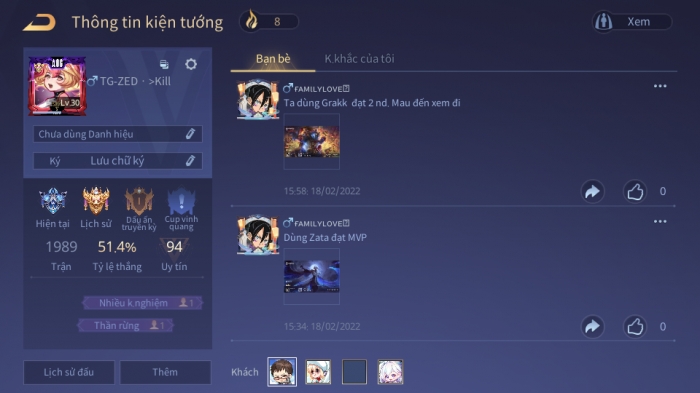 Thông tin kiện tướng
8
Xem
AOG
Lv.30
TG-ZED · >Kill
Chưa dùng Danh hiệu
Ký Lưu chữ ký
Hiện tại
Lịch sử
Dấu ấn truyền kỳ
Cup vinh quang
1989
51.4%
94
Trận
Tỷ lệ thắng
Uy tín
Nhiều k.nghiệm 1
Thần rừng 1
Lịch sử đấu
Thêm
Bạn bè
K.khắc của tôi
FAMILYLOVE
Ta dùng Grakk đạt 2 nd. Mau đến xem đi
15:58 18/02/2022
0
FAMILYLOVE
Dùng Zata đạt MVP
15:34 18/02/2022
0
Khách